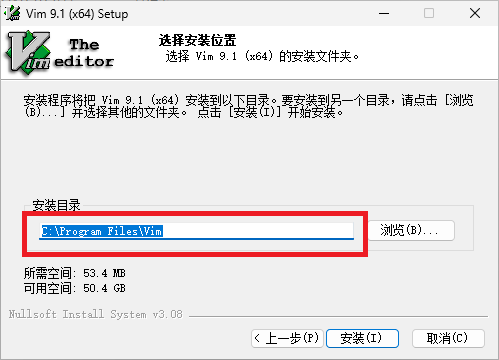 Vim 9.1 (x64) Setup
The
Vim
editor
选择安装位置
选择 Vim 9.1 (x64) 的安装文件夹。
安装程序将把 Vim 9.1 (x64) 安装到以下目录。要安装到另一个目录，请点击 [浏览
(B)...] 并选择其他的文件夹。 点击 [安装(I)] 开始安装。
安装目录
C:\Program Files\Vim
浏览(B)...
所需空间: 53.4 MB
可用空间: 50.4 GB
Nullsoft Install System v3.08
< 上一步(P)
安装(I)
取消(C)